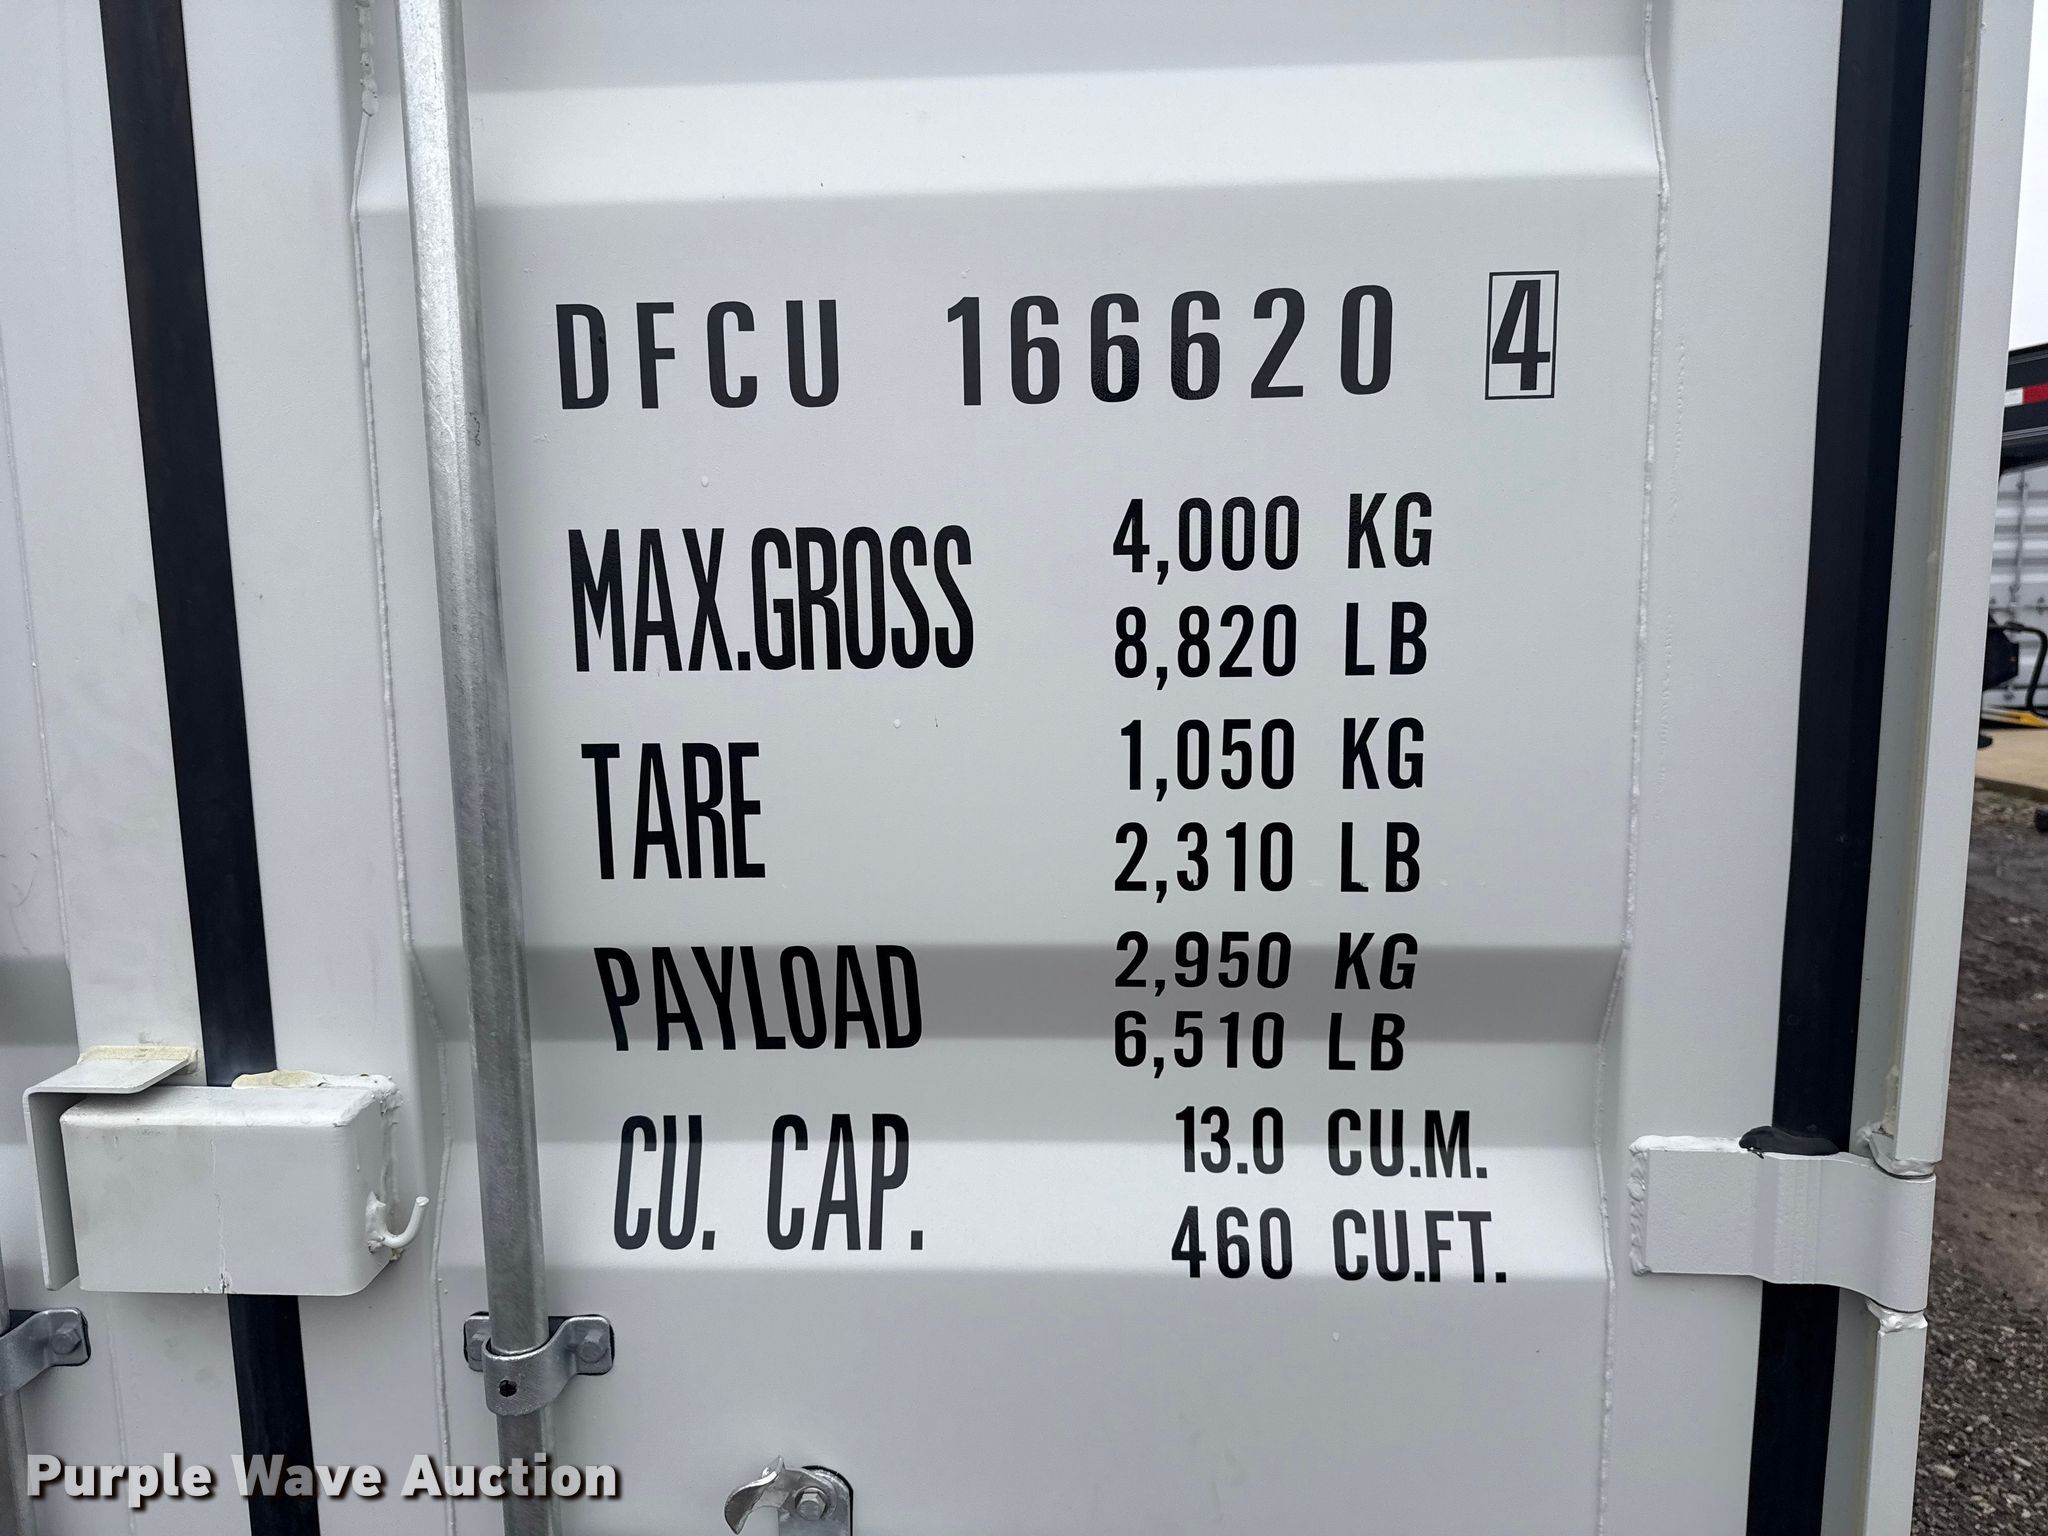 DFCU 166620 4
MAX.GROSS 4,000 KG
8,820 LB
TARE 1,050 KG
2,310 LB
PAYLOAD 2,950 KG
6,510 LB
CU. CAP. 13.0 CU.M.
460 CU.FT.
Purple Wave Auction